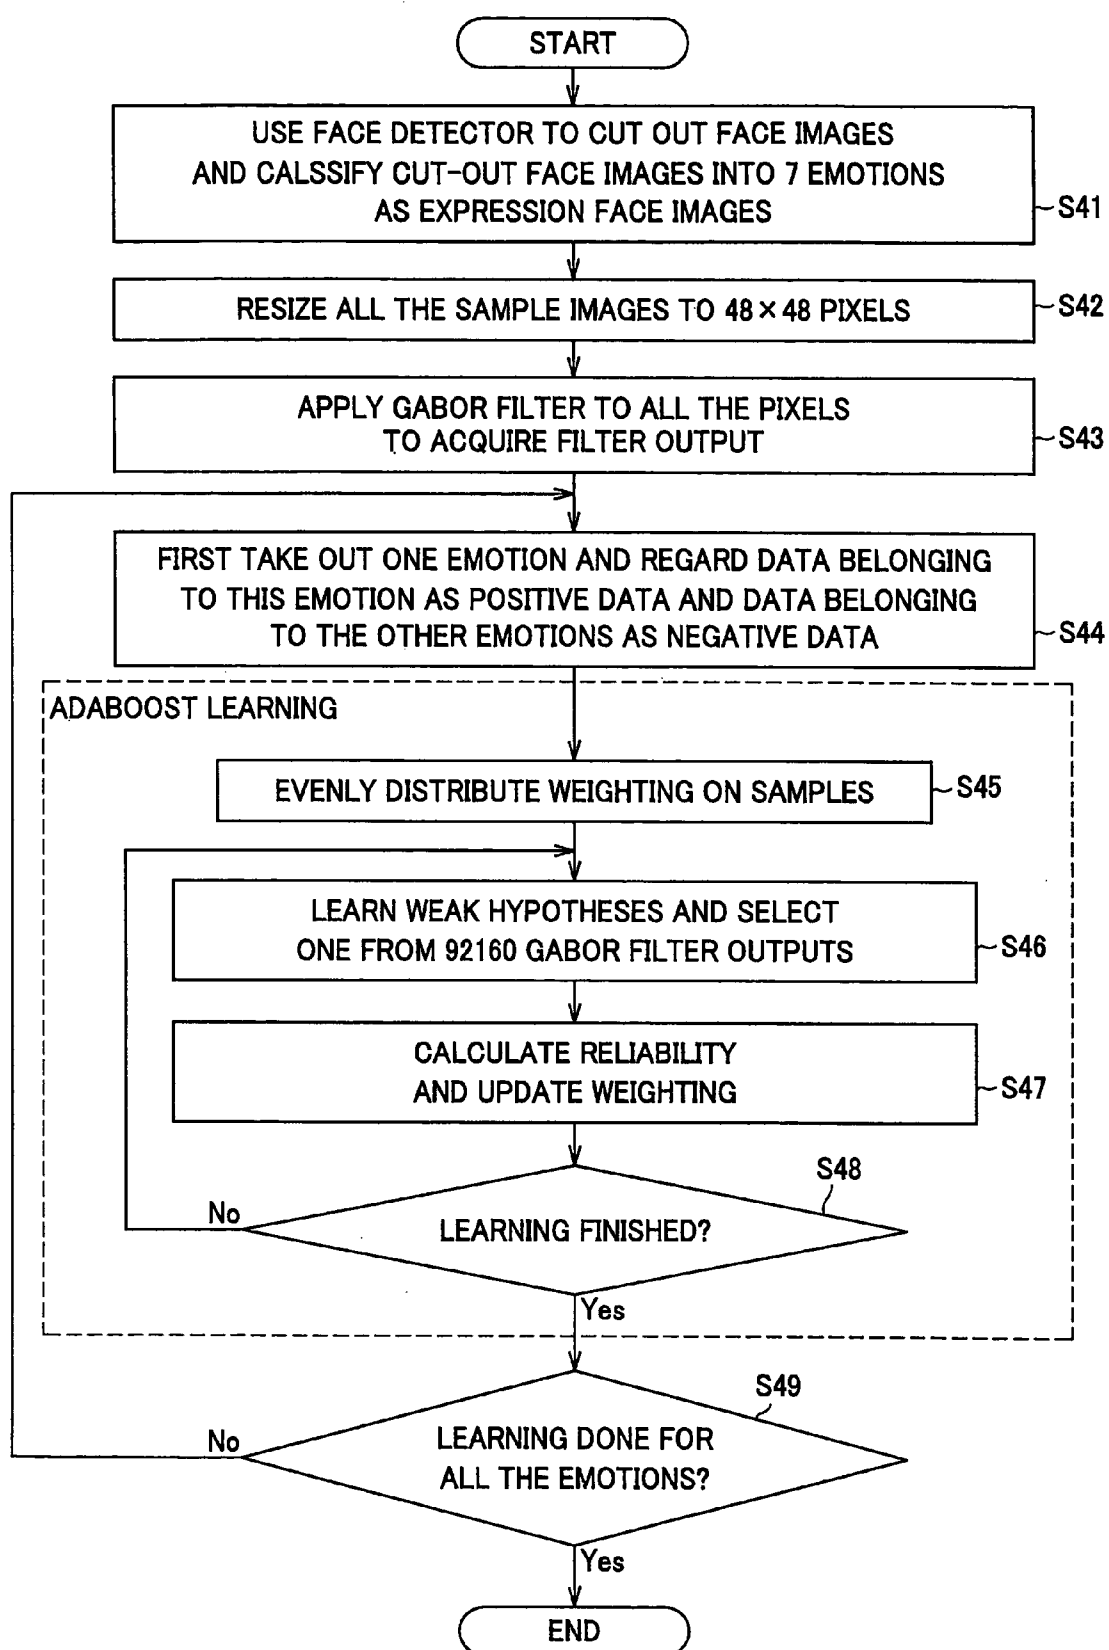 START
USE FACE DETECTOR TO CUT OUT FACE IMAGES
AND CALSSIFY CUT-OUT FACE IMAGES INTO 7 EMOTIONS
AS EXPRESSION FACE IMAGES
S41
RESIZE ALL THE SAMPLE IMAGES TO 48×48 PIXELS
S42
APPLY GABOR FILTER TO ALL THE PIXELS
TO ACQUIRE FILTER OUTPUT
S43
FIRST TAKE OUT ONE EMOTION AND REGARD DATA BELONGING
TO THIS EMOTION AS POSITIVE DATA AND DATA BELONGING
TO THE OTHER EMOTIONS AS NEGATIVE DATA
S44
ADABOOST LEARNING
EVENLY DISTRIBUTE WEIGHTING ON SAMPLES
S45
LEARN WEAK HYPOTHESES AND SELECT
ONE FROM 92160 GABOR FILTER OUTPUTS
S46
CALCULATE RELIABILITY
AND UPDATE WEIGHTING
S47
S48
No
LEARNING FINISHED?
Yes
S49
No
LEARNING DONE FOR
ALL THE EMOTIONS?
Yes
END